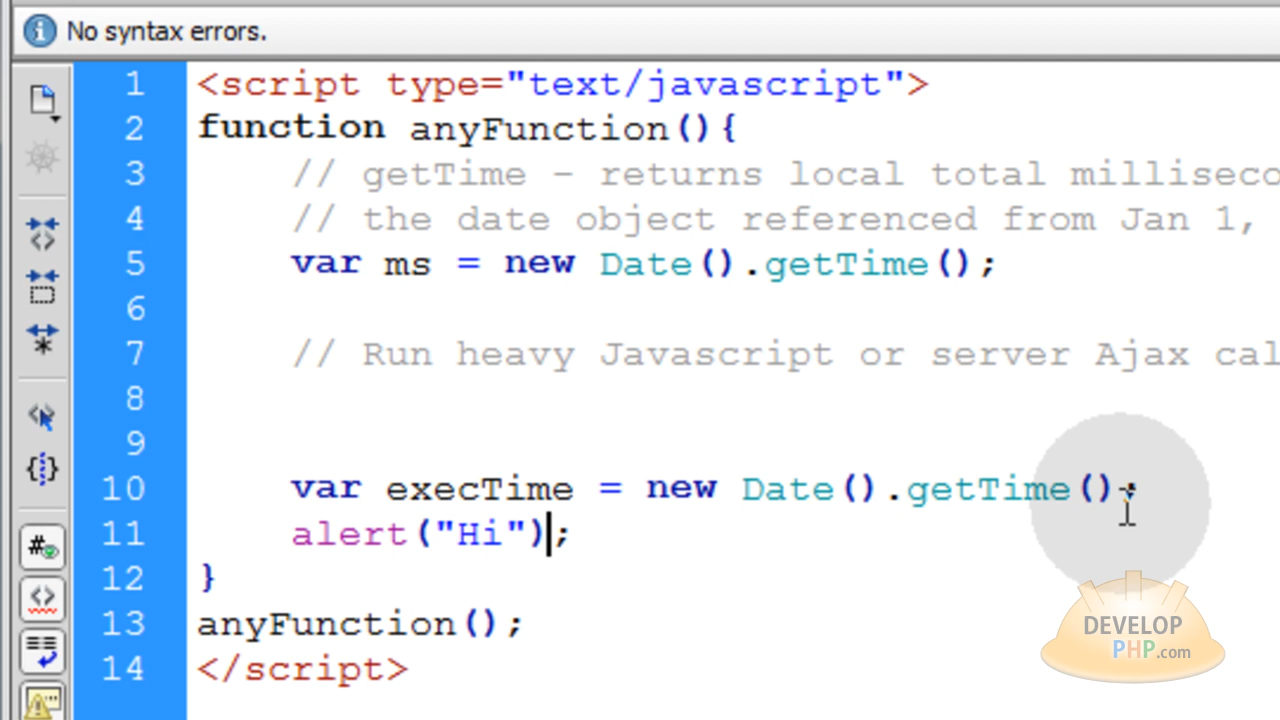 No syntax errors.
1 <script type="text/javascript">
2 function anyFunction(){
3 // getTime - returns local total milliseco
4 // the date object referenced from Jan 1,
5 var ms = new Date().getTime();
6
7 // Run heavy Javascript or server Ajax cal
8
9
10 var execTime = new Date().getTime();
11 alert("Hi");
12 }
13 anyFunction();
14 </script>
DEVELOP
PHP.com